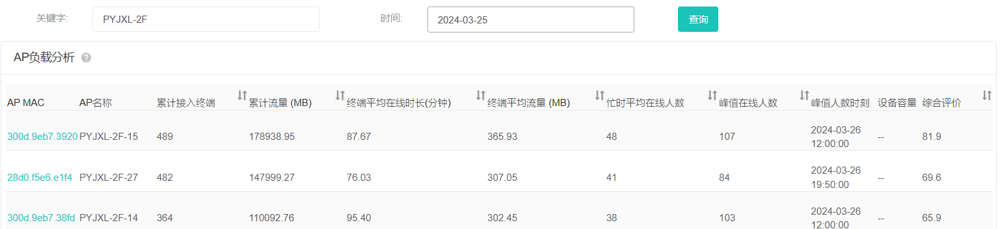 关键字: PYJXL-2F 时间: 2024-03-25 查询
AP负载分析 ?
AP MAC AP名称 累计接入终端 累计流量 (MB) 终端平均在线时长(分钟) 终端平均流量 (MB) 忙时平均在线人数 峰值在线人数 峰值人数时刻 设备容量 综合评价
300d.9eb7.3920 PYJXL-2F-15 489 178938.95 87.67 365.93 48 107 2024-03-26 12:00:00 -- 81.9
28d0.f5e6.e1f4 PYJXL-2F-27 482 147999.27 76.03 307.05 41 84 2024-03-26 19:50:00 -- 69.6
300d.9eb7.38fd PYJXL-2F-14 364 110092.76 95.40 302.45 38 103 2024-03-26 12:00:00 -- 65.9